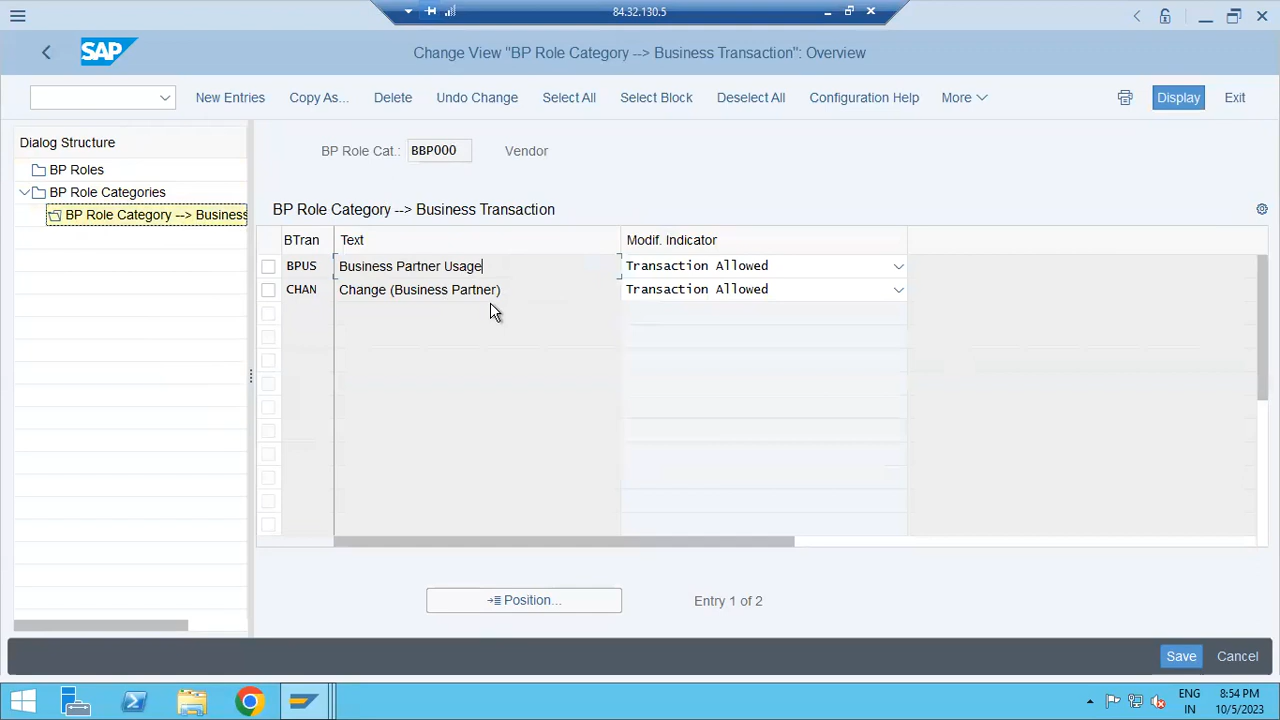 84.32.130.5
SAP
Change View "BP Role Category --> Business Transaction": Overview
New Entries
Copy As...
Delete
Undo Change
Select All
Select Block
Deselect All
Configuration Help
More
Display
Exit
Dialog Structure
BP Roles
BP Role Categories
BP Role Category --> Business
BP Role Cat.: BBP000 Vendor
BP Role Category --> Business Transaction
BTran Text Modif. Indicator
BPUS Business Partner Usage Transaction Allowed
CHAN Change (Business Partner) Transaction Allowed
Position...
Entry 1 of 2
Save
Cancel
ENG 8:54 PM
IN 10/5/2023